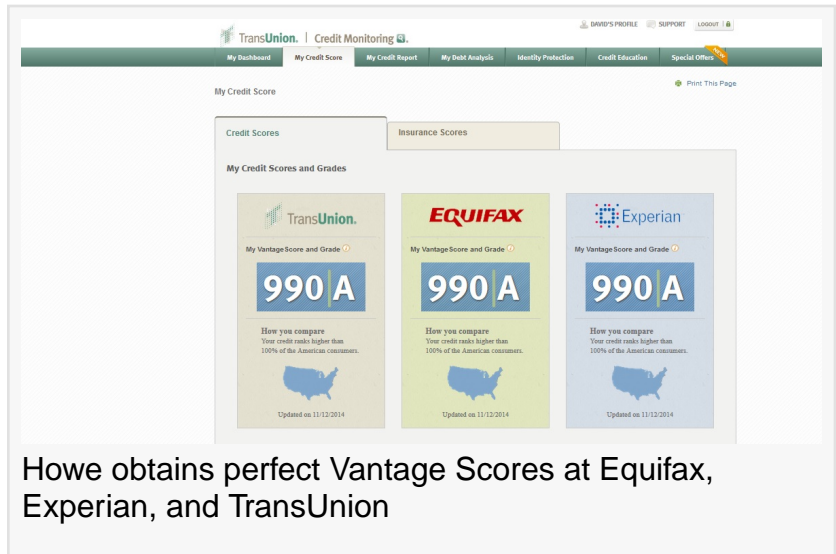 DAVID'S PROFILE SUPPORT LOGOUT
TransUnion. | Credit Monitoring
My Dashboard My Credit Score My Credit Report My Debt Analysis Identity Protection Credit Education Special Offers NEW
Print This Page
My Credit Score
Credit Scores Insurance Scores
My Credit Scores and Grades
TransUnion. EQUIFAX Experian
My VantageScore and Grade My VantageScore and Grade My VantageScore and Grade
990 A 990 A 990 A
How you compare How you compare How you compare
Your credit ranks higher than Your credit ranks higher than Your credit ranks higher than
100% of the American consumers. 100% of the American consumers. 100% of the American consumers.
Updated on 11/12/2014 Updated on 11/12/2014 Updated on 11/12/2014
Howe obtains perfect Vantage Scores at Equifax,
Experian, and TransUnion